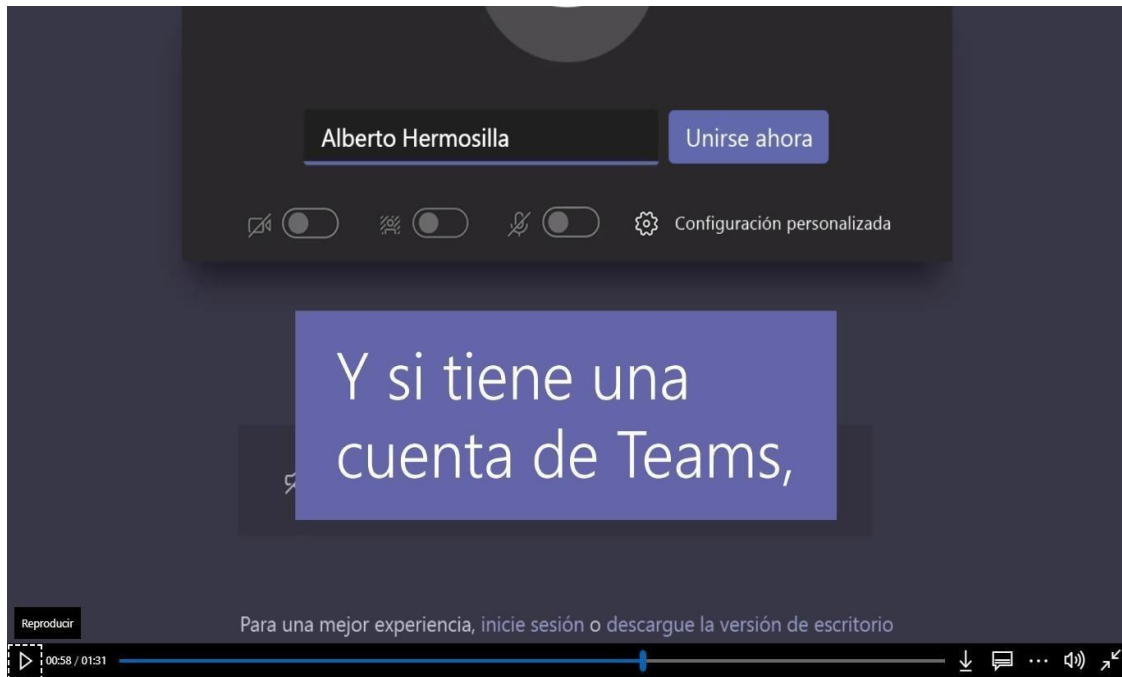 Alberto Hermosilla
Unirse ahora
Configuración personalizada
Y si tiene una
cuenta de Teams,
Para una mejor experiencia, inicie sesión o descargue la versión de escritorio
Reproducir
00:58 / 01:31